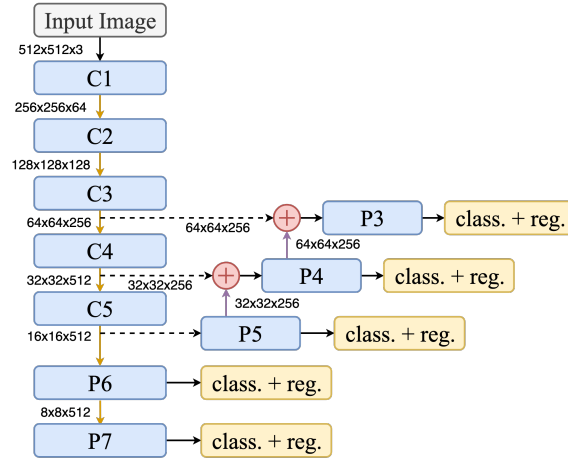 Input Image
512x512x3
C1
256x256x64
C2
128x128x128
C3
64x64x256
64x64x256
P3
class. + reg.
64x64x256
C4
32x32x512
32x32x256
P4
class. + reg.
32x32x256
C5
16x16x512
P5
class. + reg.
P6
class. + reg.
8x8x512
P7
class. + reg.